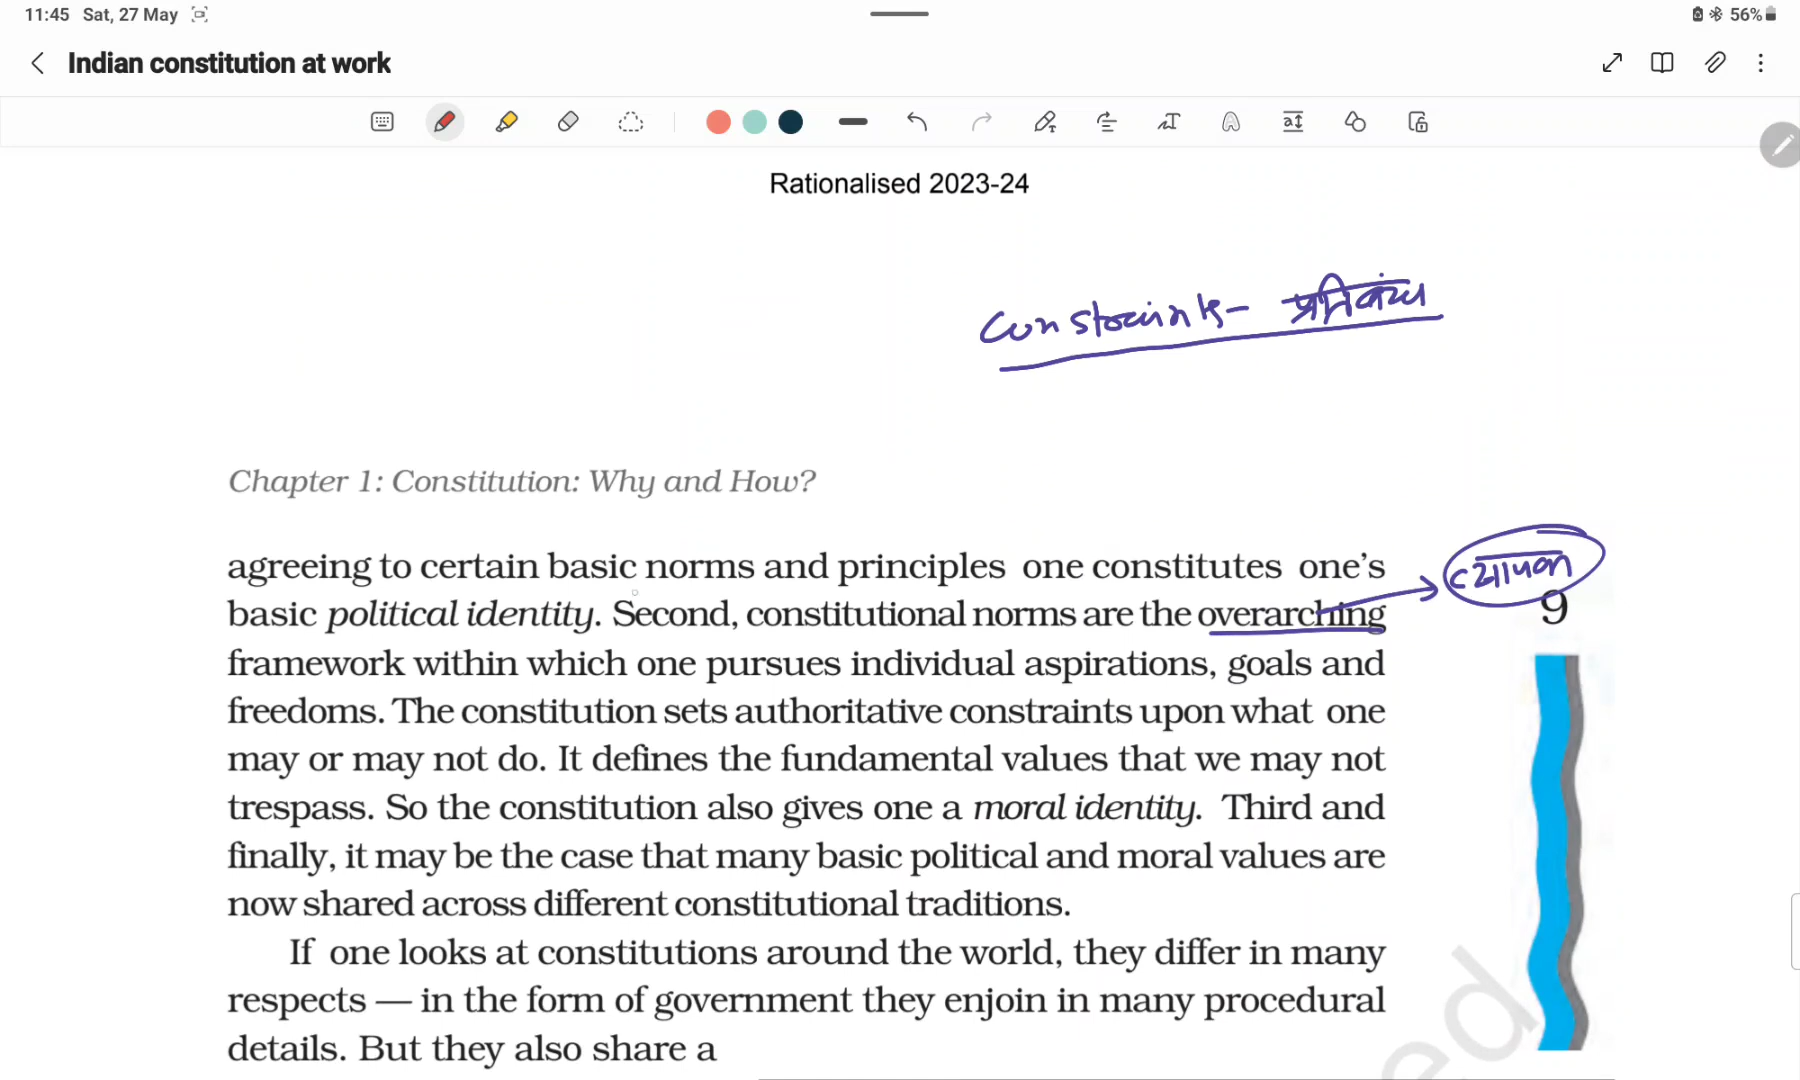 11:45 Sat, 27 May
56%
Indian constitution at work
Rationalised 2023-24
Constraints - प्रतिबंध
Chapter 1: Constitution: Why and How?
agreeing to certain basic norms and principles one constitutes one's
व्यापक
basic political identity. Second, constitutional norms are the overarching
9
framework within which one pursues individual aspirations, goals and
freedoms. The constitution sets authoritative constraints upon what one
may or may not do. It defines the fundamental values that we may not
trespass. So the constitution also gives one a moral identity. Third and
finally, it may be the case that many basic political and moral values are
now shared across different constitutional traditions.
If one looks at constitutions around the world, they differ in many
respects — in the form of government they enjoin in many procedural
details. But they also share a
ed